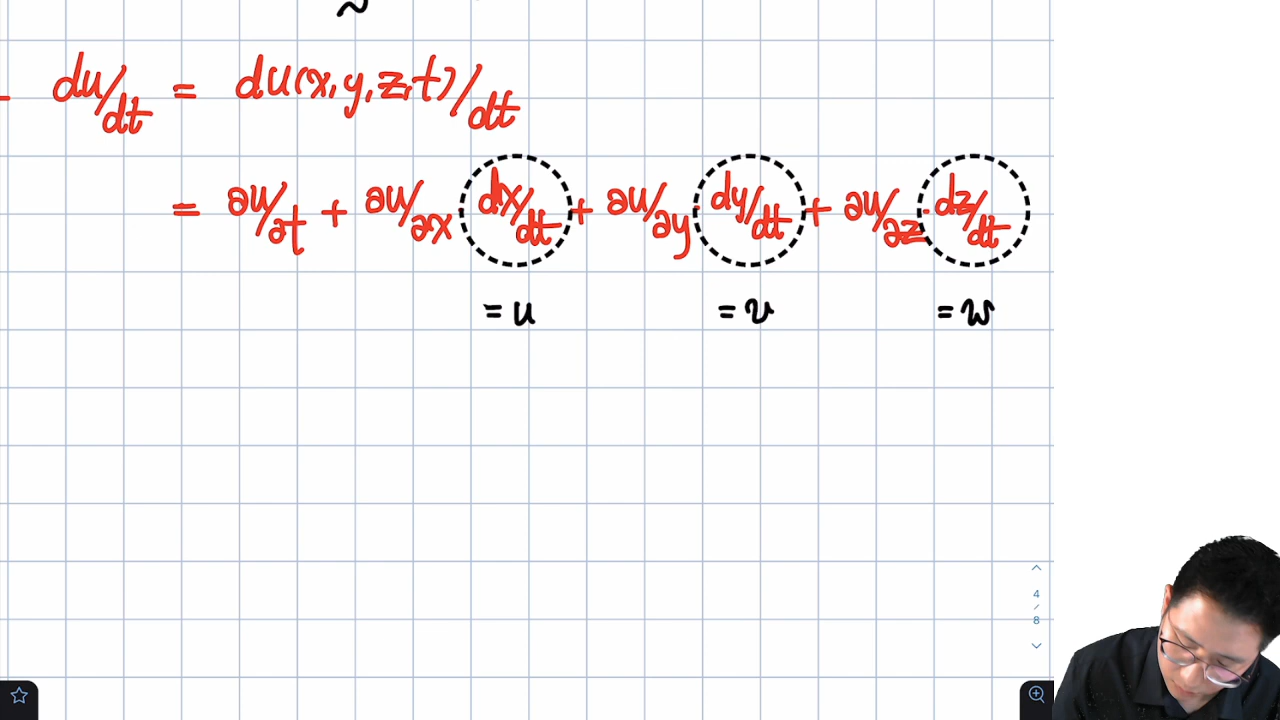 du/dt = du(x,y,z,t)/dt
= ∂u/∂t + ∂u/∂x · dx/dt + ∂u/∂y · dy/dt + ∂u/∂z · dz/dt
= u = v = w
4
/
8